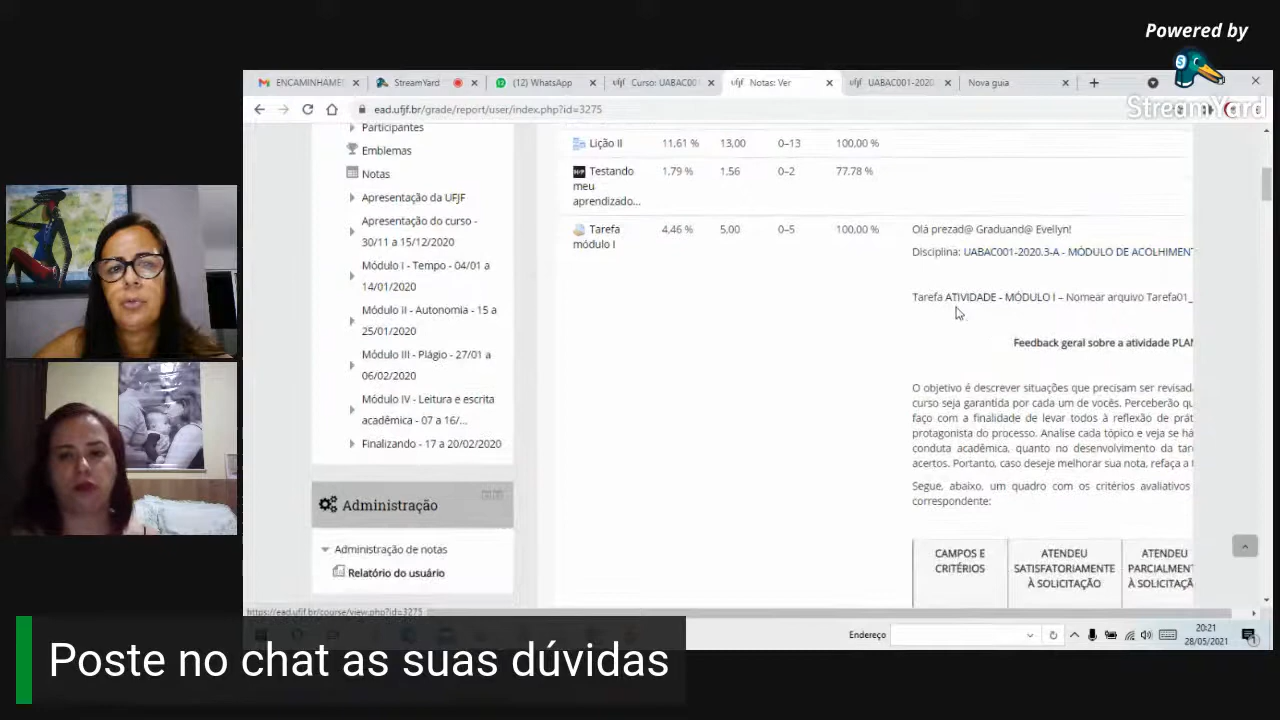 Powered by
StreamYard
ENCAMINHAME
StreamYard
(12) WhatsApp
ufjf Curso: UABAC00
ufjf Notas: Ver
ufjf UABAC001-2020
Nova guia
ead.ufjf.br/grade/report/user/index.php?id=3275
Participantes
Emblemas
Notas
Apresentação da UFJF
Apresentação do curso -
30/11 a 15/12/2020
Módulo I - Tempo - 04/01 a
14/01/2020
Módulo II - Autonomia - 15 a
25/01/2020
Módulo III - Plágio - 27/01 a
06/02/2020
Módulo IV - Leitura e escrita
acadêmica - 07 a 16/...
Finalizando - 17 a 20/02/2020
Administração
Administração de notas
Relatório do usuário
Lição II 11.61 % 13,00 0–13 100,00 %
Testando 1.79 % 1,56 0–2 77.78 %
meu
aprendizado...
Tarefa 4,46 % 5,00 0–5 100,00 %
módulo I
Olá prezad@ Graduand@ Evellyn!
Disciplina: UABAC001-2020.3-A - MÓDULO DE ACOLHIMENT
Tarefa ATIVIDADE - MÓDULO I – Nomear arquivo Tarefa01_
Feedback geral sobre a atividade PLAN
O objetivo é descrever situações que precisam ser revisad
curso seja garantida por cada um de vocês. Perceberão qu
faço com a finalidade de levar todos à reflexão de prát
protagonista do processo. Analise cada tópico e veja se há
conduta acadêmica, quanto no desenvolvimento da tar
acertos. Portanto, caso deseje melhorar sua nota, refaça a
Segue, abaixo, um quadro com os critérios avaliativos
correspondente:
CAMPOS E
CRITÉRIOS
ATENDEU
SATISFATORIAMENTE
À SOLICITAÇÃO
ATENDEU
PARCIALMENT
À SOLICITAÇÃ
https://ead.ufjf.br/course/view.php?id=3275
Endereço
20:21
28/05/2021
Poste no chat as suas dúvidas